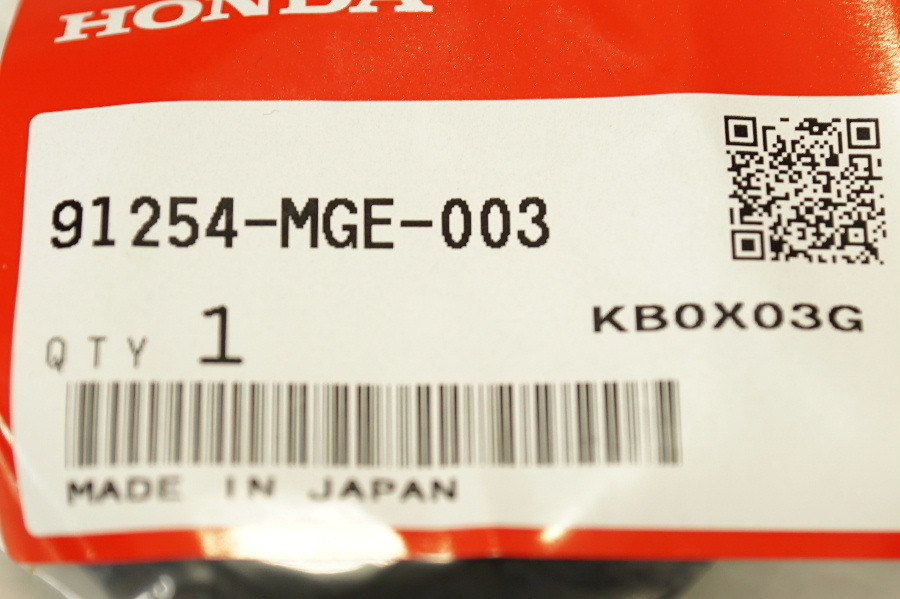 HONDA
91254-MGE-003
KB0X03G
QTY 1
MADE IN JAPAN